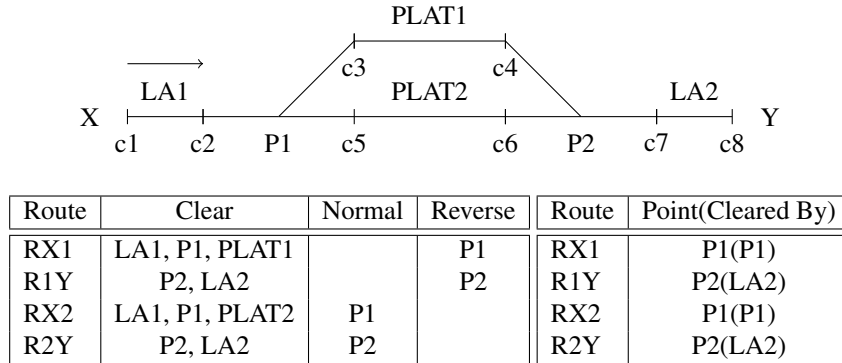 PLAT1
c3 c4
LA1 PLAT2 LA2
X Y
c1 c2 P1 c5 c6 P2 c7 c8
Route Clear Normal Reverse Route Point(Cleared By)
RX1 LA1, P1, PLAT1 P1 RX1 P1(P1)
R1Y P2, LA2 P2 R1Y P2(LA2)
RX2 LA1, P1, PLAT2 P1 RX2 P1(P1)
R2Y P2, LA2 P2 R2Y P2(LA2)